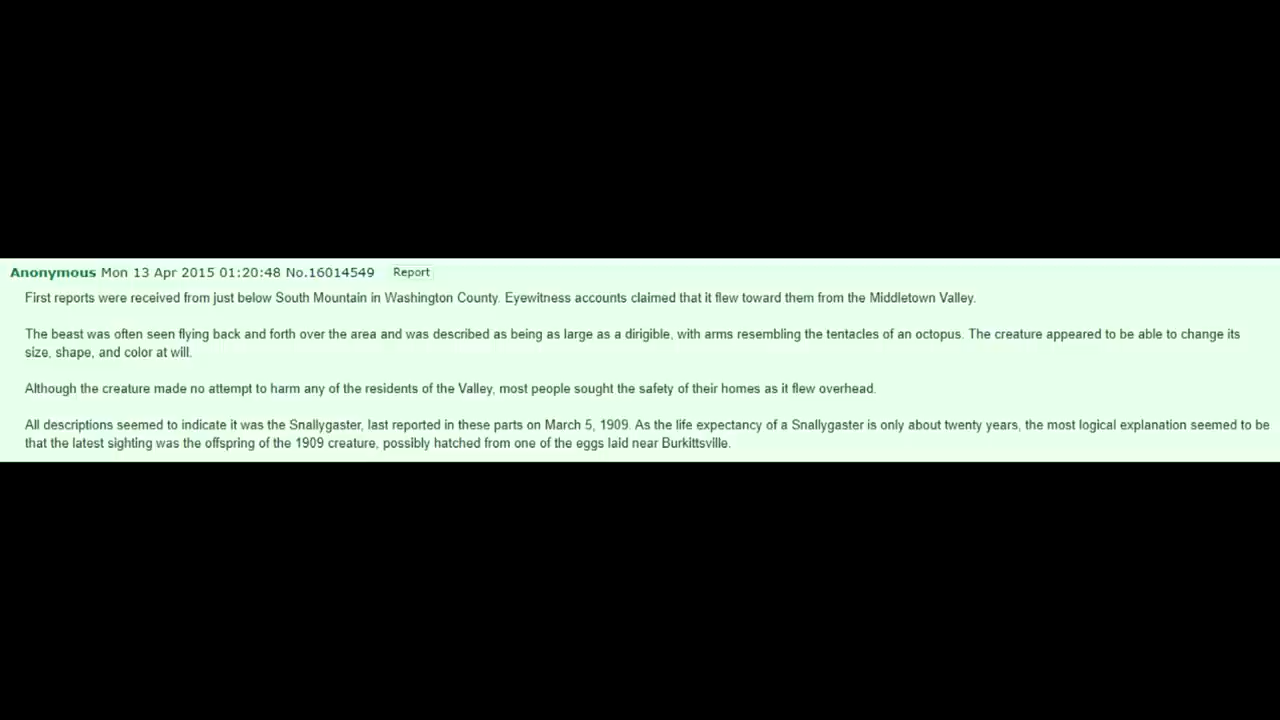 Anonymous Mon 13 Apr 2015 01:20:48 No.16014549 Report
First reports were received from just below South Mountain in Washington County. Eyewitness accounts claimed that it flew toward them from the Middletown Valley.
The beast was often seen flying back and forth over the area and was described as being as large as a dirigible, with arms resembling the tentacles of an octopus. The creature appeared to be able to change its
size, shape, and color at will.
Although the creature made no attempt to harm any of the residents of the Valley, most people sought the safety of their homes as it flew overhead.
All descriptions seemed to indicate it was the Snallygaster, last reported in these parts on March 5, 1909. As the life expectancy of a Snallygaster is only about twenty years, the most logical explanation seemed to be
that the latest sighting was the offspring of the 1909 creature, possibly hatched from one of the eggs laid near Burkittsville.